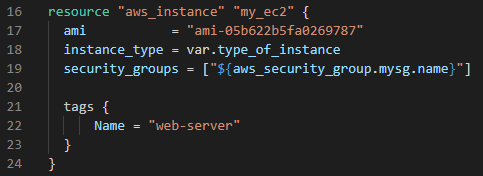 16 resource "aws_instance" "my_ec2" {
17 ami = "ami-05b622b5fa0269787"
18 instance_type = var.type_of_instance
19 security_groups = ["${aws_security_group.mysg.name}"]
20
21 tags {
22 Name = "web-server"
23 }
24 }